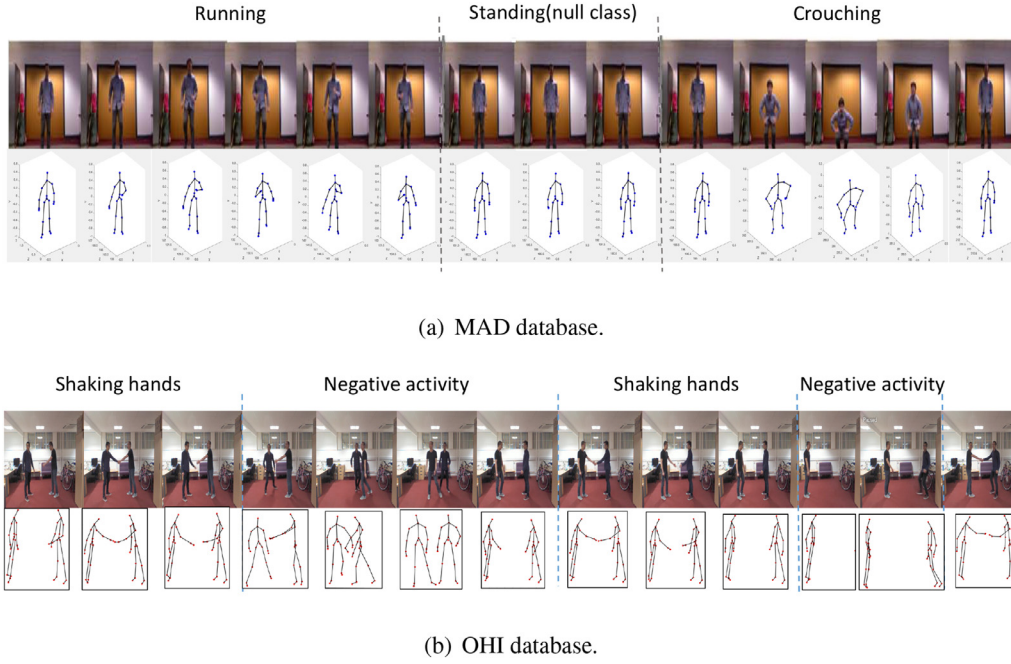 Running Standing(null class) Crouching
(a) MAD database.
Shaking hands Negative activity Shaking hands Negative activity
(b) OHI database.